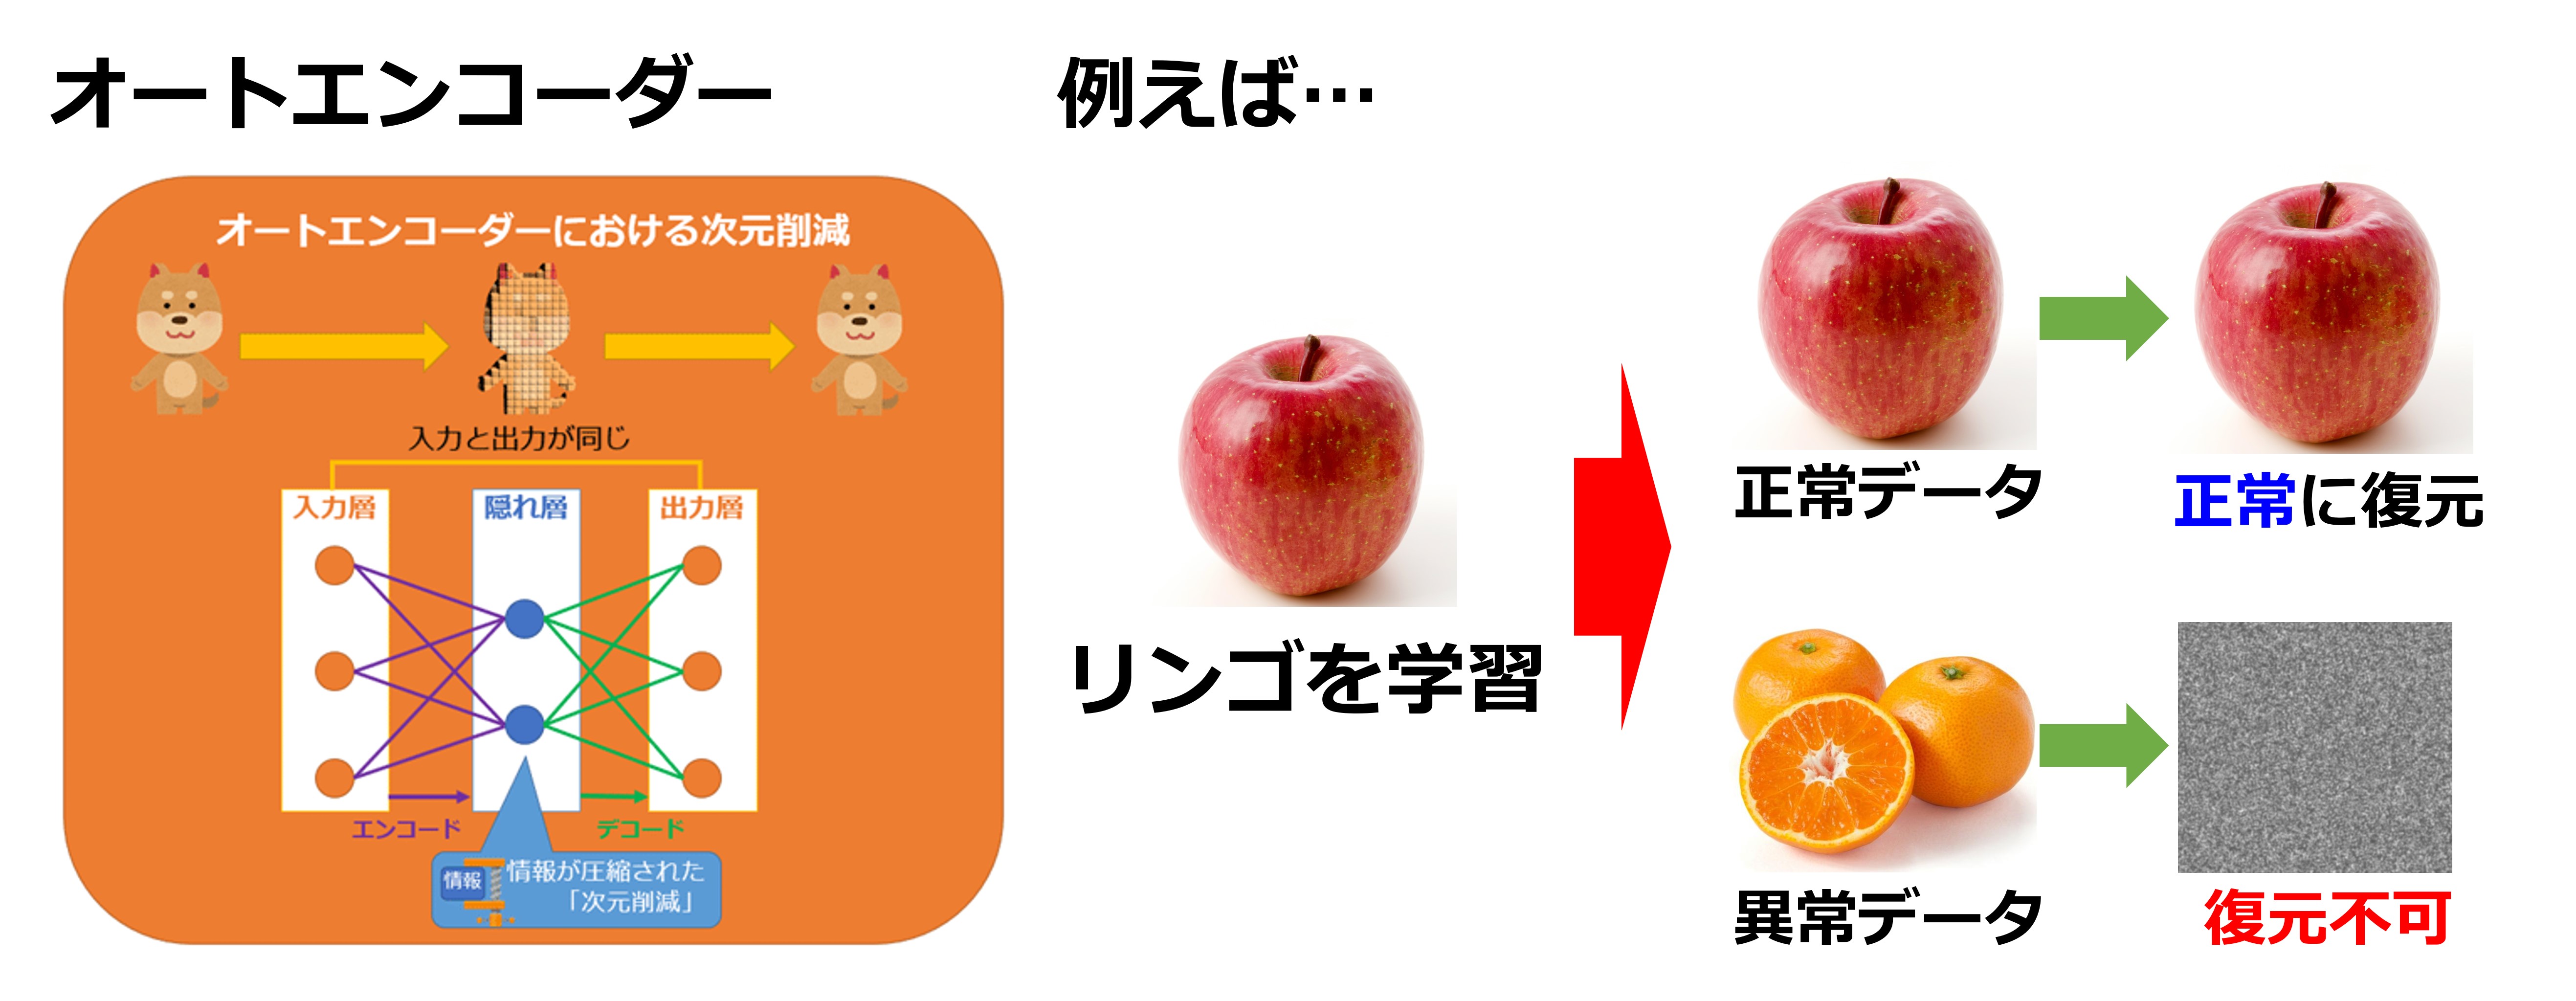 オートエンコーダー
例えば…
オートエンコーダーにおける次元削減
入力と出力が同じ
入力層
隠れ層
出力層
エンコード
デコード
情報
情報が圧縮された
「次元削減」
リンゴを学習
正常データ
正常に復元
異常データ
復元不可